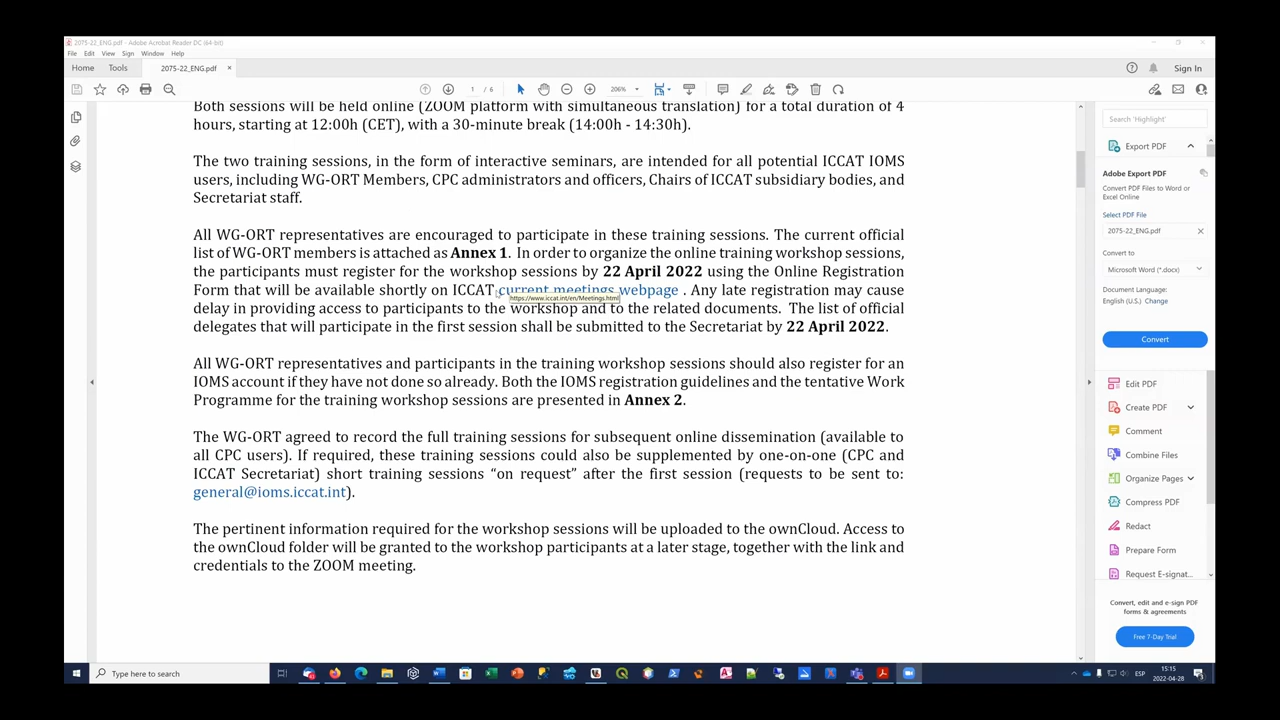 2075-22_ENG.pdf - Adobe Acrobat Reader DC (64-bit)
File Edit View Sign Window Help
Home Tools 2075-22_ENG.pdf × Sign In
1 / 6 206%
Both sessions will be held online (ZOOM platform with simultaneous translation) for a total duration of 4
hours, starting at 12:00h (CET), with a 30-minute break (14:00h - 14:30h).
The two training sessions, in the form of interactive seminars, are intended for all potential ICCAT IOMS
users, including WG-ORT Members, CPC administrators and officers, Chairs of ICCAT subsidiary bodies, and
Secretariat staff.
All WG-ORT representatives are encouraged to participate in these training sessions. The current official
list of WG-ORT members is attached as Annex 1. In order to organize the online training workshop sessions,
the participants must register for the workshop sessions by 22 April 2022 using the Online Registration
Form that will be available shortly on ICCAT current meetings webpage . Any late registration may cause
https://www.iccat.int/en/Meetings.html
delay in providing access to participants to the workshop and to the related documents. The list of official
delegates that will participate in the first session shall be submitted to the Secretariat by 22 April 2022.
All WG-ORT representatives and participants in the training workshop sessions should also register for an
IOMS account if they have not done so already. Both the IOMS registration guidelines and the tentative Work
Programme for the training workshop sessions are presented in Annex 2.
The WG-ORT agreed to record the full training sessions for subsequent online dissemination (available to
all CPC users). If required, these training sessions could also be supplemented by one-on-one (CPC and
ICCAT Secretariat) short training sessions “on request” after the first session (requests to be sent to:
general@ioms.iccat.int).
The pertinent information required for the workshop sessions will be uploaded to the ownCloud. Access to
the ownCloud folder will be granted to the workshop participants at a later stage, together with the link and
credentials to the ZOOM meeting.
Search 'Highlight'
Export PDF
Adobe Export PDF
Convert PDF Files to Word or
Excel Online
Select PDF File
2075-22_ENG.pdf ×
Convert to
Microsoft Word (*.docx)
Document Language:
English (U.S.) Change
Convert
Edit PDF
Create PDF
Comment
Combine Files
Organize Pages
Compress PDF
Redact
Prepare Form
Request E-signat...
Convert, edit and e-sign PDF
forms & agreements
Free 7-Day Trial
Type here to search
ESP
15:15
2022-04-28